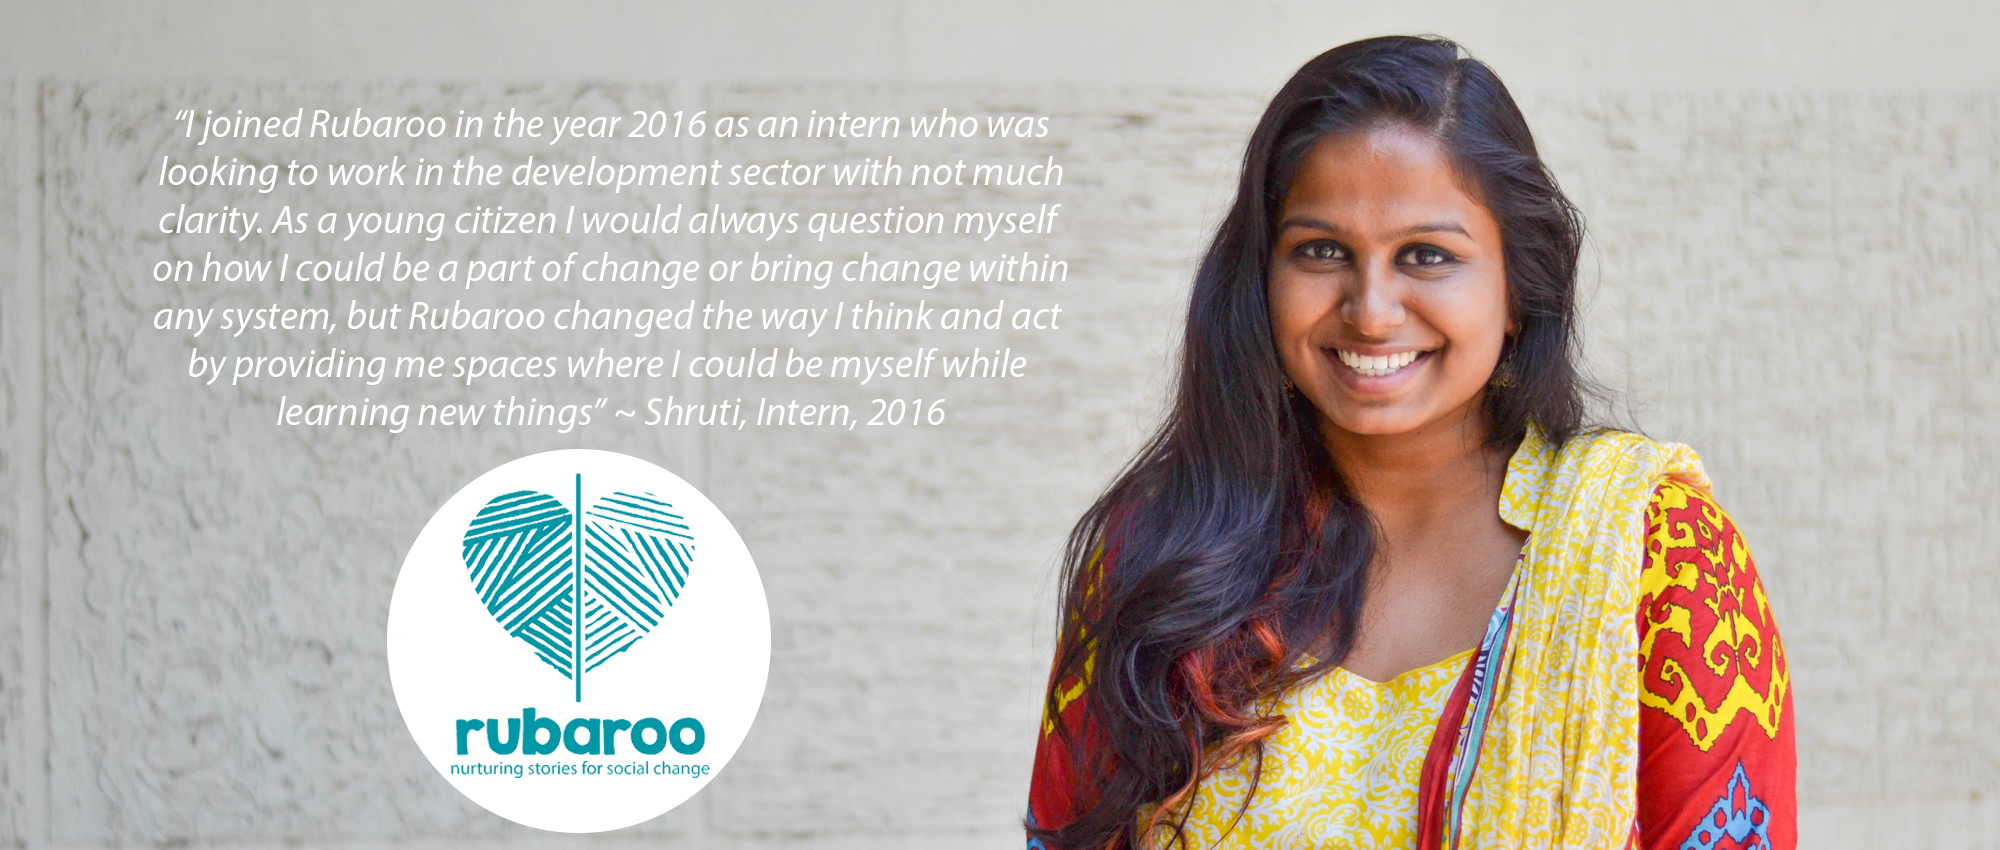 “I joined Rubaroo in the year 2016 as an intern who was
looking to work in the development sector with not much
clarity. As a young citizen I would always question myself
on how I could be a part of change or bring change within
any system, but Rubaroo changed the way I think and act
by providing me spaces where I could be myself while
learning new things” ~ Shruti, Intern, 2016
rubaroo
nurturing stories for social change